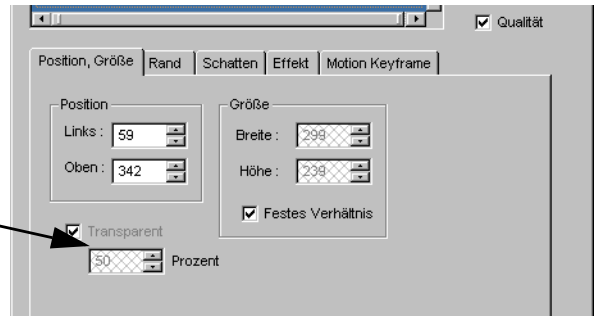 Qualität
Position, Größe Rand Schatten Effekt Motion Keyframe
Position Größe
Links : 59 Breite : 299
Oben : 342 Höhe : 239
Festes Verhältnis
Transparent
50 Prozent